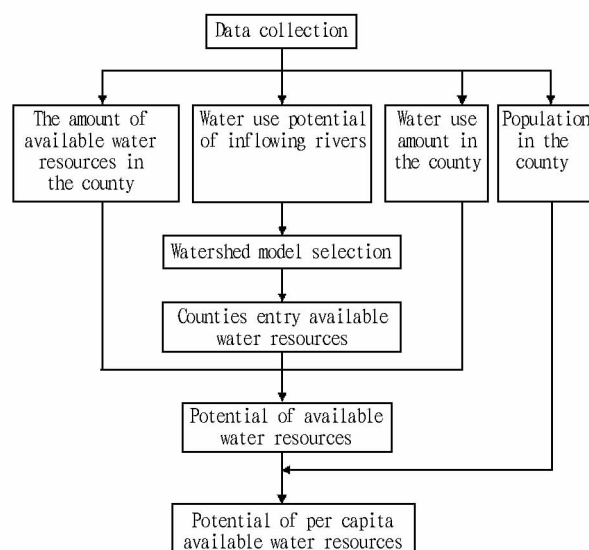 Data collection
The amount of
available water
resources in
the county
Water use potential
of inflowing rivers
Water use
amount in
the county
Population
in the
county
Watershed model selection
Counties entry available
water resources
Potential of available
water resources
Potential of per capita
available water resources